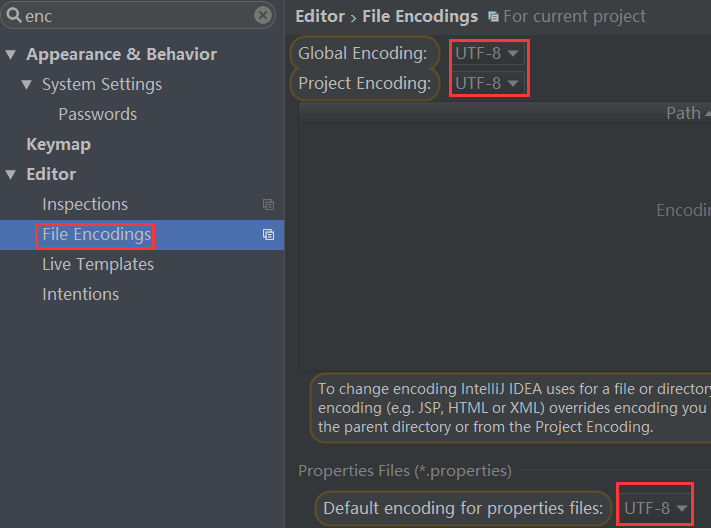 enc
Appearance & Behavior
System Settings
Passwords
Keymap
Editor
Inspections
File Encodings
Live Templates
Intentions
Editor › File Encodings For current project
Global Encoding: UTF-8
Project Encoding: UTF-8
Path
Encodin
To change encoding IntelliJ IDEA uses for a file or directory
encoding (e.g. JSP, HTML or XML) overrides encoding you
the parent directory or from the Project Encoding.
Properties Files (*.properties)
Default encoding for properties files: UTF-8